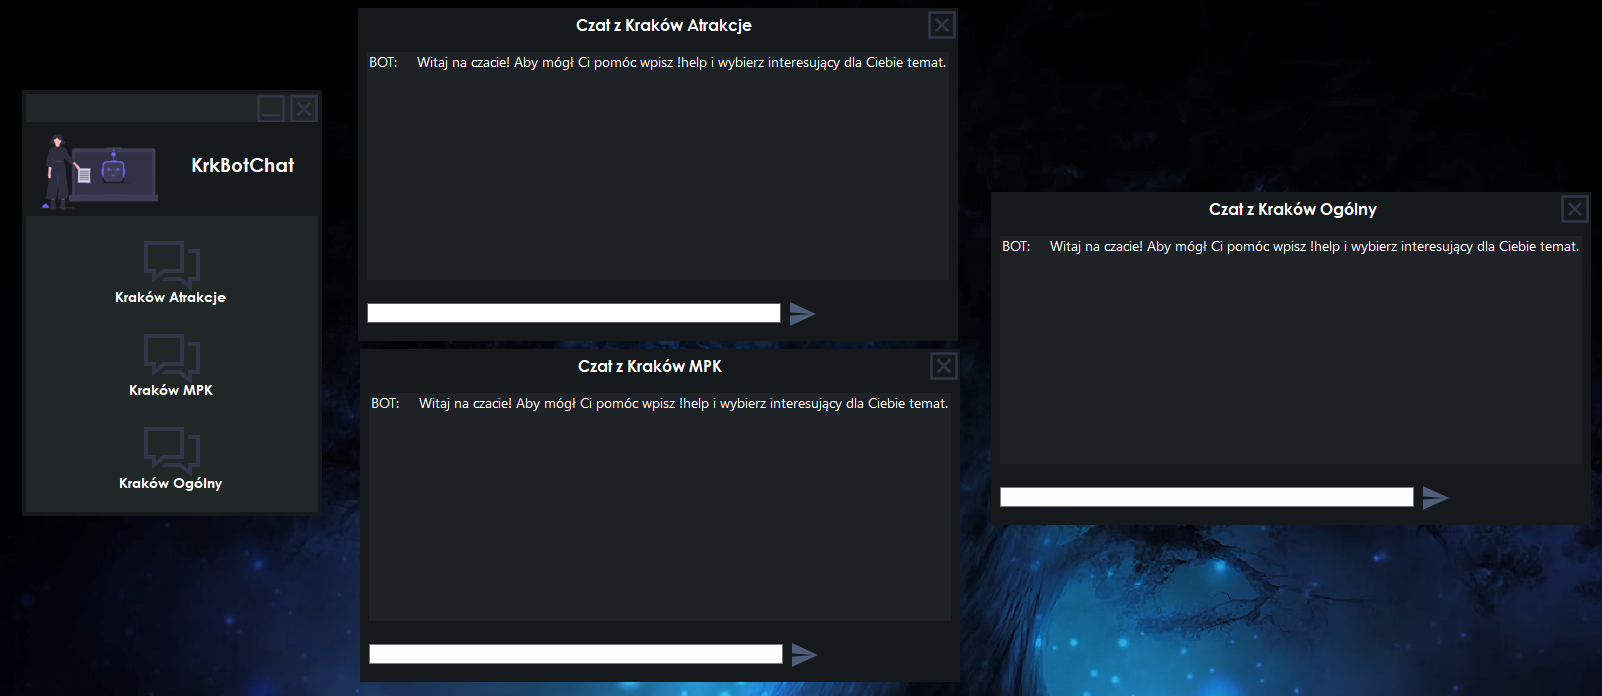 KrkBotChat
Kraków Atrakcje
Kraków MPK
Kraków Ogólny
Czat z Kraków Atrakcje
BOT: Witaj na czacie! Aby mógł Ci pomóc wpisz !help i wybierz interesujący dla Ciebie temat.
Czat z Kraków MPK
BOT: Witaj na czacie! Aby mógł Ci pomóc wpisz !help i wybierz interesujący dla Ciebie temat.
Czat z Kraków Ogólny
BOT: Witaj na czacie! Aby mógł Ci pomóc wpisz !help i wybierz interesujący dla Ciebie temat.